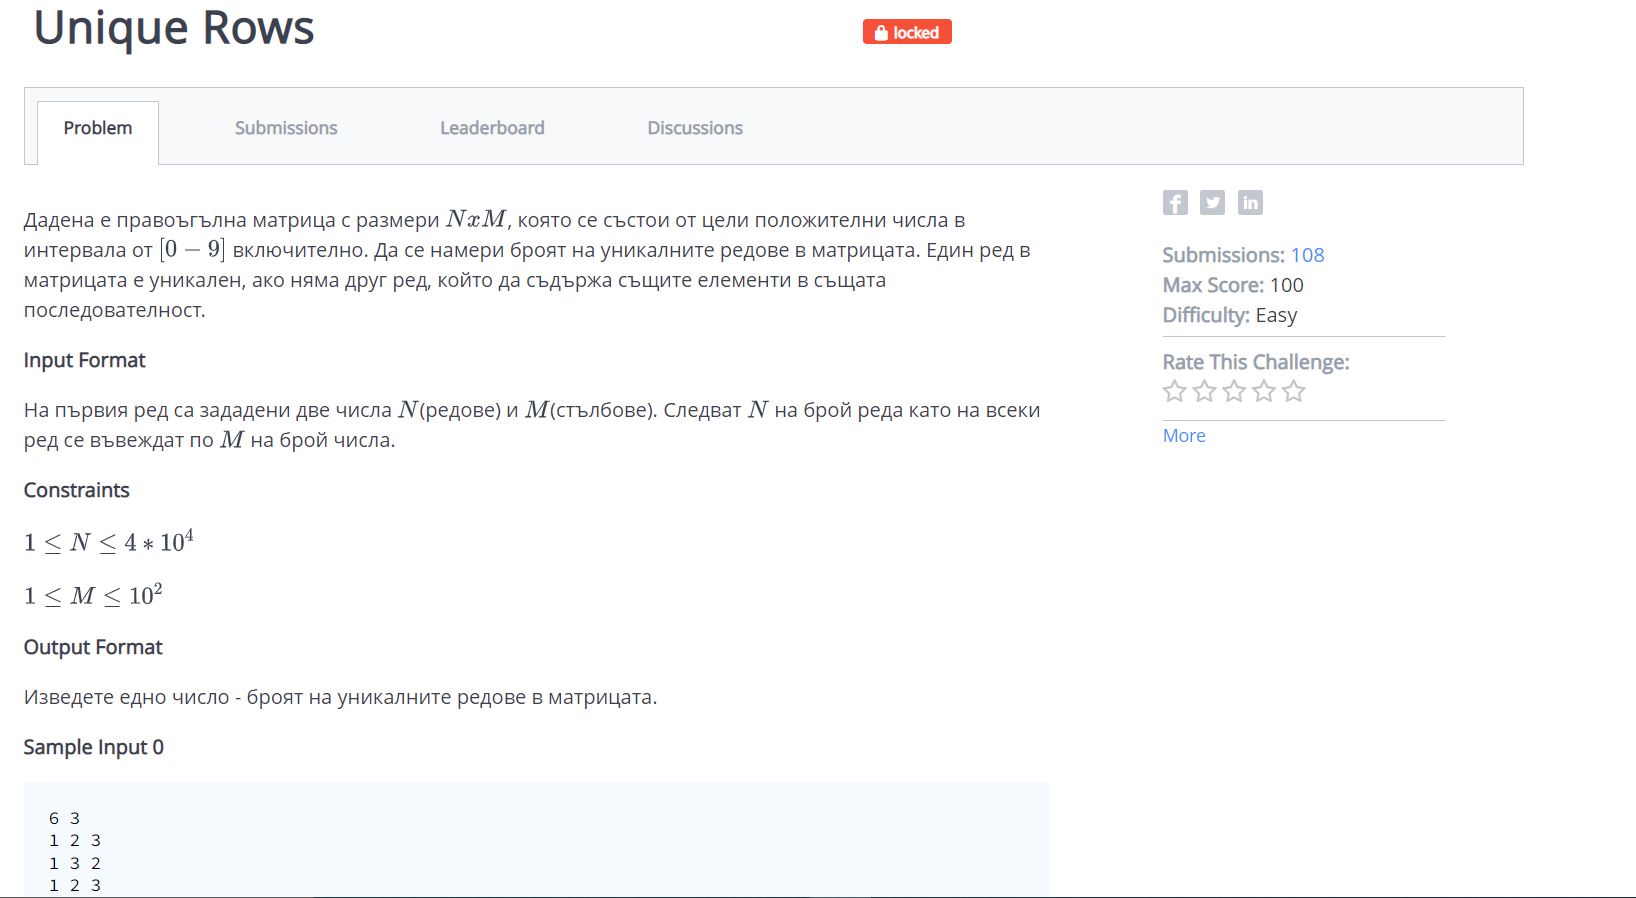 Unique Rows
locked
Problem
Submissions
Leaderboard
Discussions
Дадена е правоъгълна матрица с размери NxM, която се състои от цели положителни числа в
интервала от [0 − 9] включително. Да се намери броят на уникалните редове в матрицата. Един ред в
матрицата е уникален, ако няма друг ред, който да съдържа същите елементи в същата
последователност.
Input Format
На първия ред са зададени две числа N(редове) и M(стълбове). Следват N на брой реда като на всеки
ред се въвеждат по M на брой числа.
Constraints
1 ≤ N ≤ 4 ∗ 10^4
1 ≤ M ≤ 10^2
Output Format
Изведете едно число - броят на уникалните редове в матрицата.
Sample Input 0
6 3
1 2 3
1 3 2
1 2 3
Submissions: 108
Max Score: 100
Difficulty: Easy
Rate This Challenge:
More